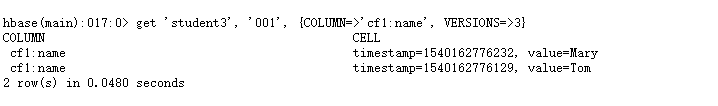 hbase(main):017:0> get 'student3', '001', {COLUMN=>'cf1:name', VERSIONS=>3}
COLUMN CELL
cf1:name timestamp=1540162776232, value=Mary
cf1:name timestamp=1540162776129, value=Tom
2 row(s) in 0.0480 seconds